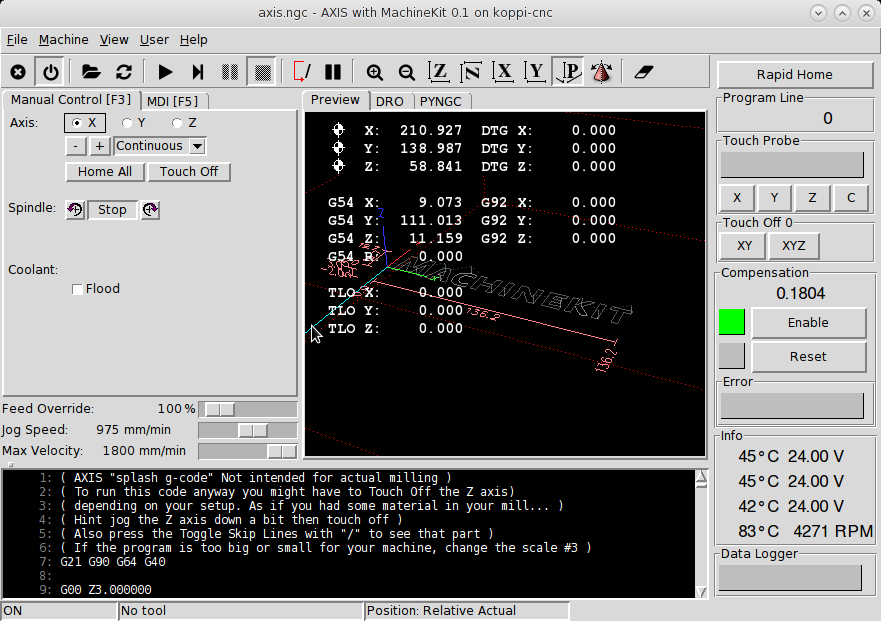 axis.ngc - AXIS with MachineKit 0.1 on koppi-cnc
File Machine View User Help
Z N X Y P
Manual Control [F3] MDI [F5]
Axis: X Y Z
- + Continuous
Home All Touch Off
Spindle: Stop
Coolant:
Flood
Feed Override: 100 %
Jog Speed: 975 mm/min
Max Velocity: 1800 mm/min
Preview DRO PYNGC
X: 210.927 DTG X: 0.000
Y: 138.987 DTG Y: 0.000
Z: 58.841 DTG Z: 0.000
G54 X: 9.073 G92 X: 0.000
G54 Y: 111.013 G92 Y: 0.000
G54 Z: 11.159 G92 Z: 0.000
G54 R: 0.000
TLO X: 0.000
TLO Y: 0.000
TLO Z: 0.000
Z
MACHINEKIT
136.2
136.2
Rapid Home
Program Line
0
Touch Probe
X Y Z C
Touch Off 0
XY XYZ
Compensation
0.1804
Enable
Reset
Error
Info
45°C 24.00 V
45°C 24.00 V
42°C 24.00 V
83°C 4271 RPM
Data Logger
1: ( AXIS "splash g-code" Not intended for actual milling )
2: ( To run this code anyway you might have to Touch Off the Z axis)
3: ( depending on your setup. As if you had some material in your mill... )
4: ( Hint jog the Z axis down a bit then touch off )
5: ( Also press the Toggle Skip Lines with "/" to see that part )
6: ( If the program is too big or small for your machine, change the scale #3 )
7: G21 G90 G64 G40
8:
9: G00 Z3.000000
ON No tool Position: Relative Actual